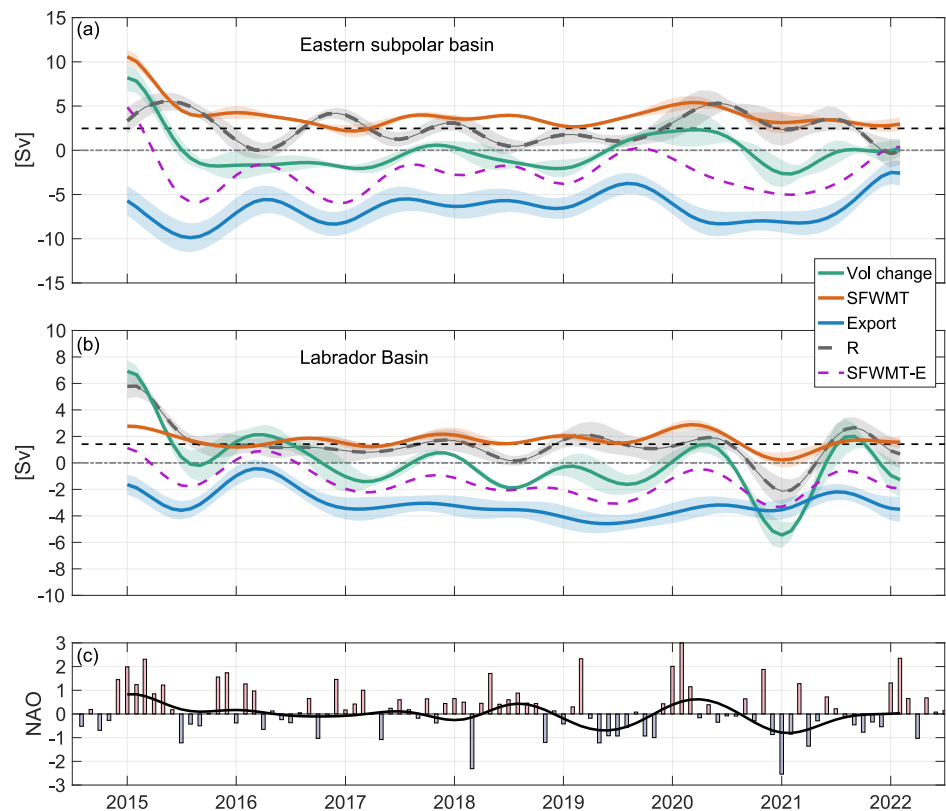 (a)
Eastern subpolar basin
15
10
5
0
-5
-10
-15
[Sv]
Vol change
SFWMT
Export
R
SFWMT-E
(b)
Labrador Basin
10
8
6
4
2
0
-2
-4
-6
-8
-10
[Sv]
(c)
3
2
1
0
-1
-2
-3
NAO
2015 2016 2017 2018 2019 2020 2021 2022